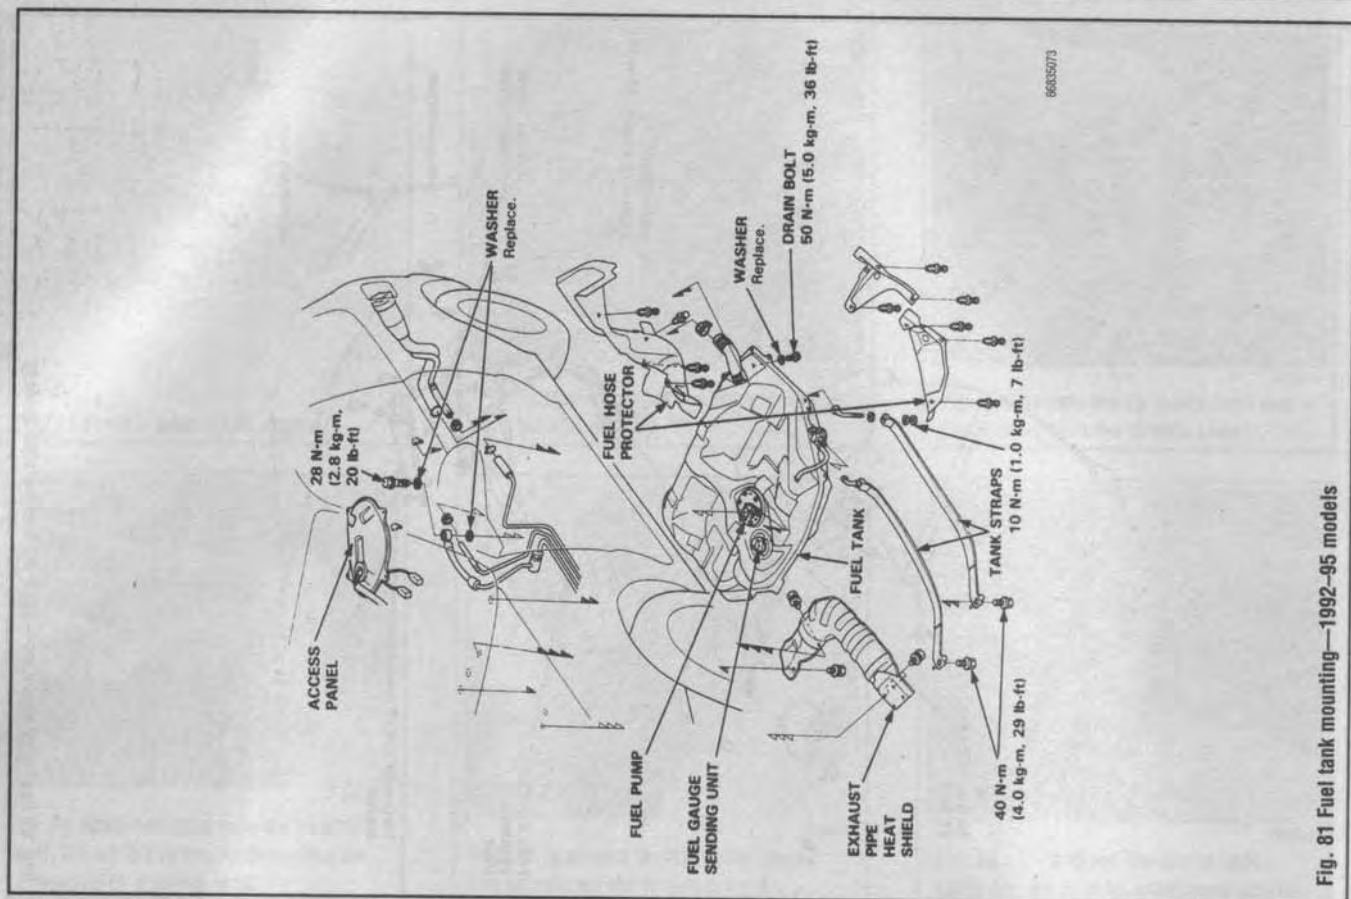 ACCESS
PANEL
28 N·m
(2.8 kg-m,
20 lb-ft)
WASHER
Replace.
FUEL PUMP
FUEL GAUGE
SENDING UNIT
FUEL HOSE
PROTECTOR
WASHER
Replace.
DRAIN BOLT
50 N·m (5.0 kg-m, 36 lb-ft)
EXHAUST
PIPE
HEAT
SHIELD
FUEL TANK
TANK STRAPS
10 N·m (1.0 kg-m, 7 lb-ft)
40 N·m
(4.0 kg-m, 29 lb-ft)
86835073
Fig. 81 Fuel tank mounting—1992–95 models